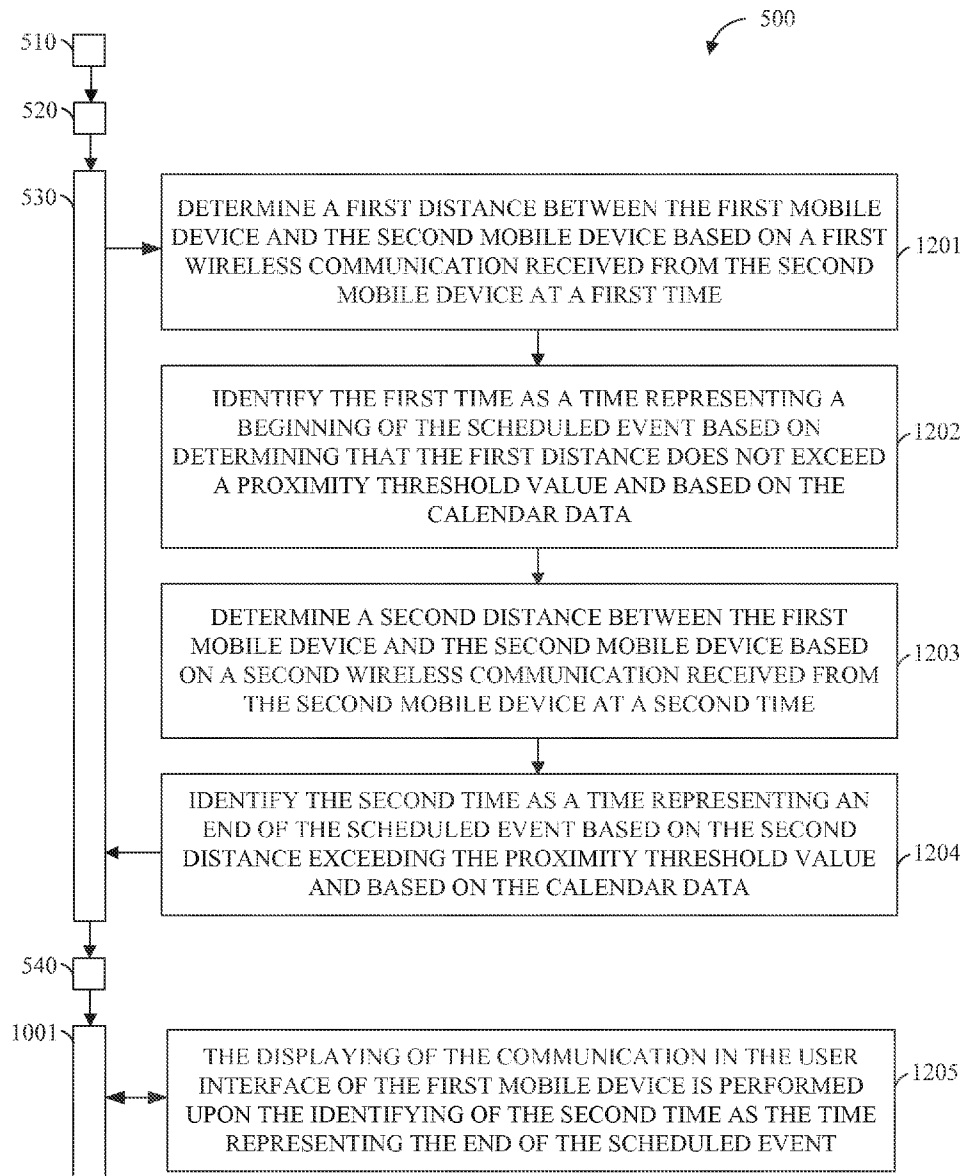 500
510
520
530
DETERMINE A FIRST DISTANCE BETWEEN THE FIRST MOBILE
DEVICE AND THE SECOND MOBILE DEVICE BASED ON A FIRST
WIRELESS COMMUNICATION RECEIVED FROM THE SECOND
MOBILE DEVICE AT A FIRST TIME
1201
IDENTIFY THE FIRST TIME AS A TIME REPRESENTING A
BEGINNING OF THE SCHEDULED EVENT BASED ON
DETERMINING THAT THE FIRST DISTANCE DOES NOT EXCEED
A PROXIMITY THRESHOLD VALUE AND BASED ON THE
CALENDAR DATA
1202
DETERMINE A SECOND DISTANCE BETWEEN THE FIRST
MOBILE DEVICE AND THE SECOND MOBILE DEVICE BASED
ON A SECOND WIRELESS COMMUNICATION RECEIVED FROM
THE SECOND MOBILE DEVICE AT A SECOND TIME
1203
IDENTIFY THE SECOND TIME AS A TIME REPRESENTING AN
END OF THE SCHEDULED EVENT BASED ON THE SECOND
DISTANCE EXCEEDING THE PROXIMITY THRESHOLD VALUE
AND BASED ON THE CALENDAR DATA
1204
540
1001
THE DISPLAYING OF THE COMMUNICATION IN THE USER
INTERFACE OF THE FIRST MOBILE DEVICE IS PERFORMED
UPON THE IDENTIFYING OF THE SECOND TIME AS THE TIME
REPRESENTING THE END OF THE SCHEDULED EVENT
1205